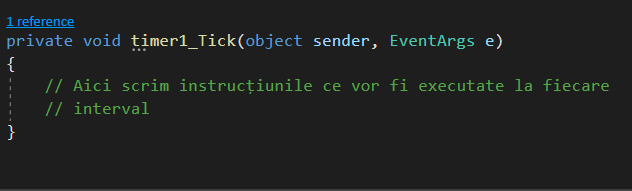 1 reference
private void timer1_Tick(object sender, EventArgs e)
{
// Aici scrim instrucțiunile ce vor fi executate la fiecare
// interval
}